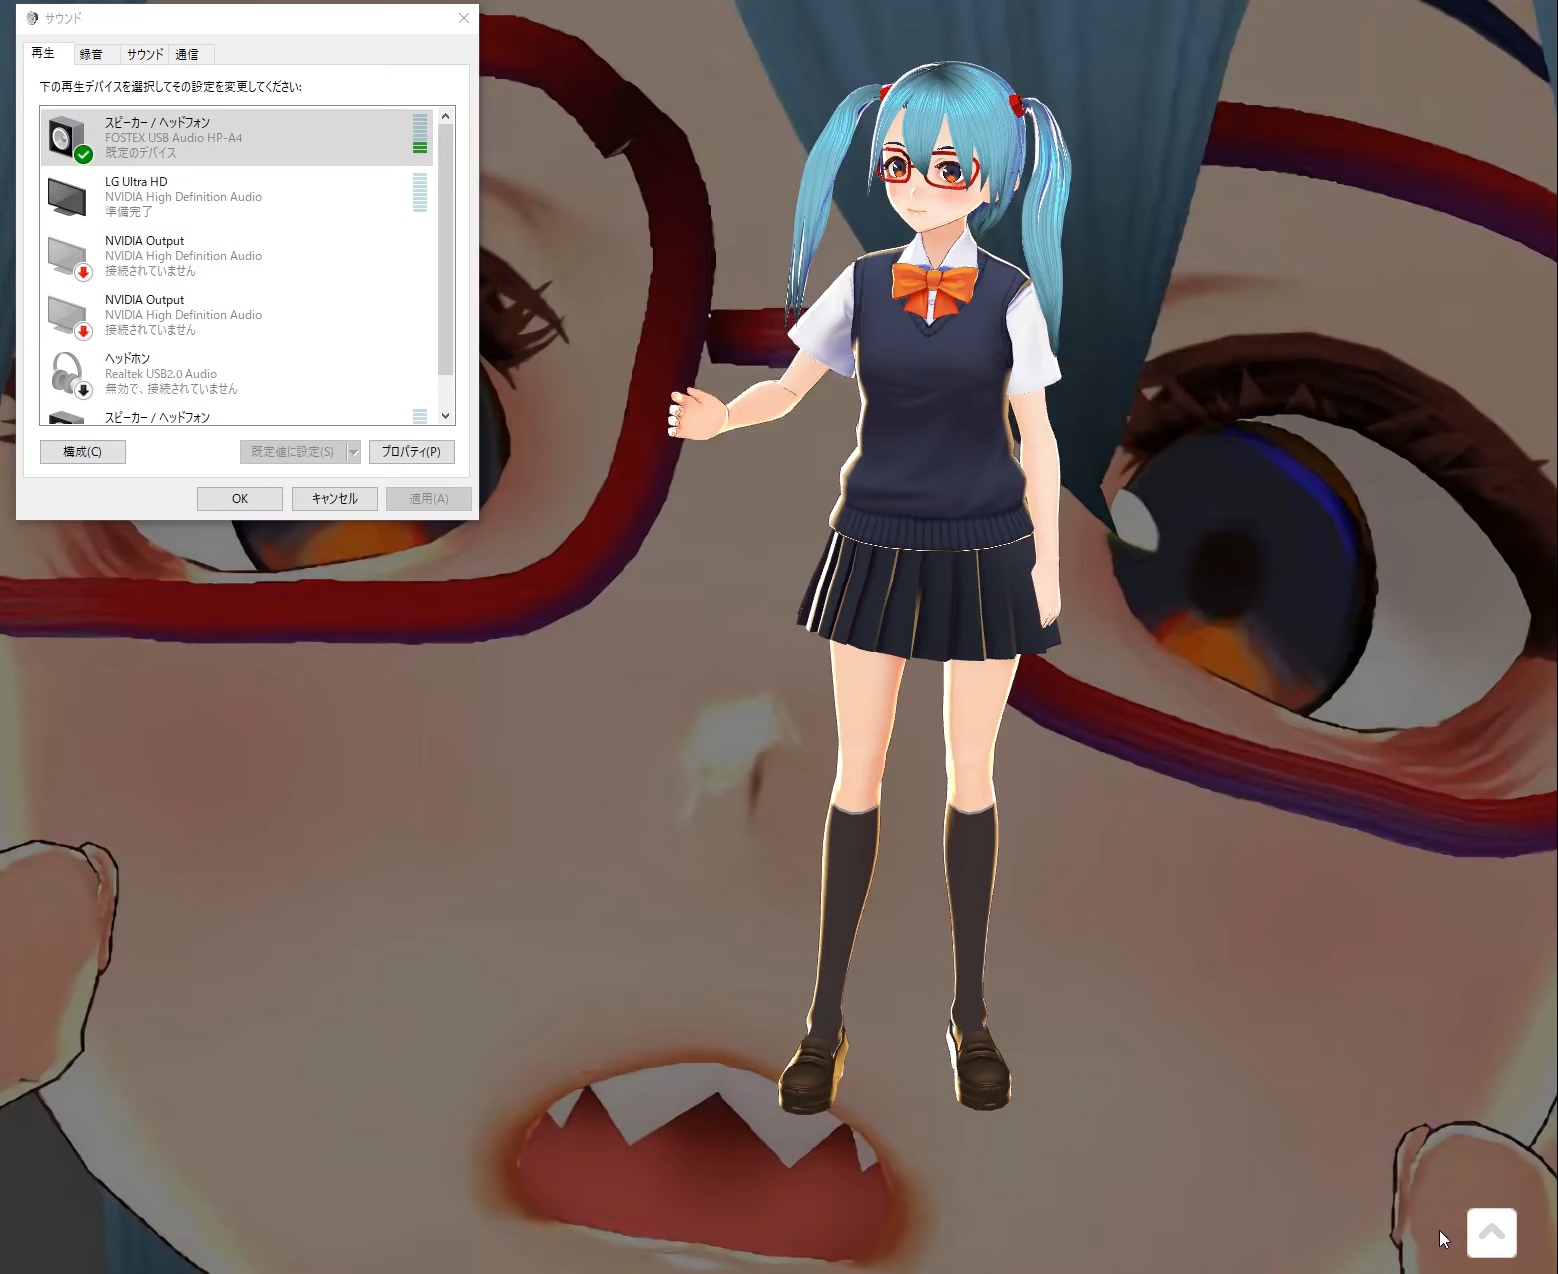 サウンド
再生
録音
サウンド
通信
下の再生デバイスを選択してその設定を変更してください:
スピーカー / ヘッドフォン
FOSTEX USB Audio HP-A4
既定のデバイス
LG Ultra HD
NVIDIA High Definition Audio
準備完了
NVIDIA Output
NVIDIA High Definition Audio
接続されていません
NVIDIA Output
NVIDIA High Definition Audio
接続されていません
ヘッドホン
Realtek USB2.0 Audio
無効で、接続されていません
スピーカー / ヘッドフォン
構成(C)
既定値に設定(S)
プロパティ(P)
OK
キャンセル
適用(A)